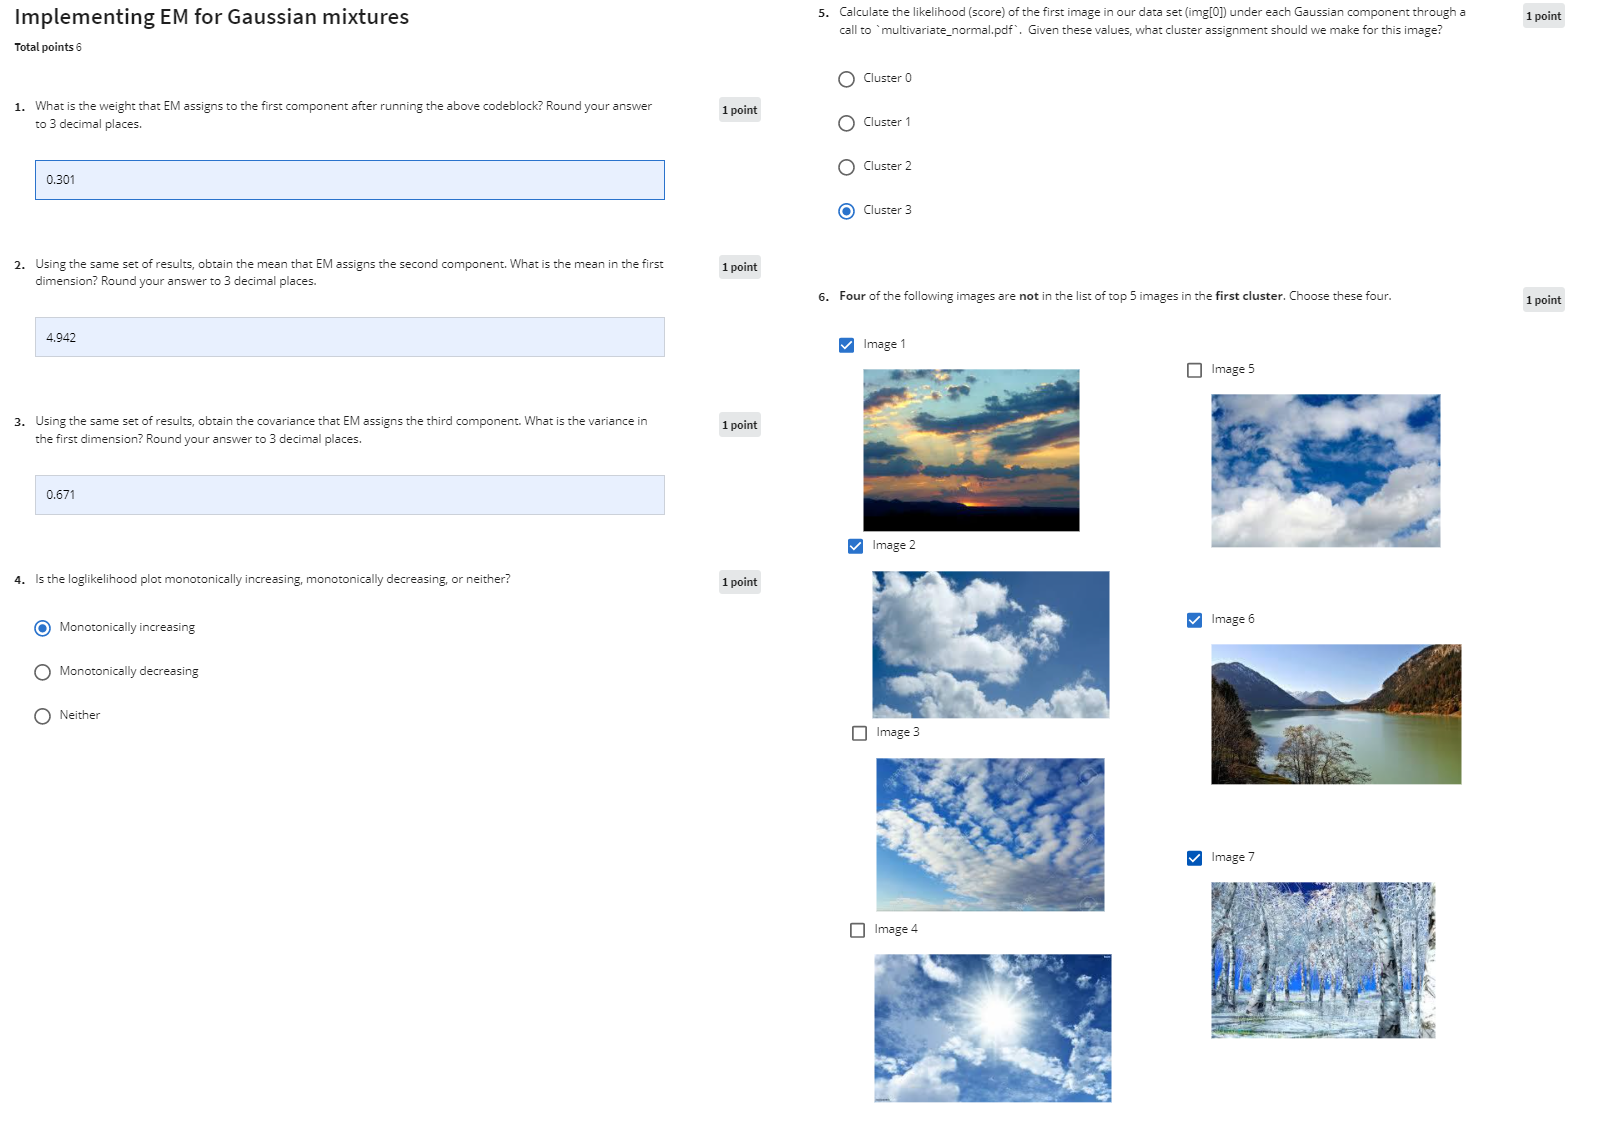 Implementing EM for Gaussian mixtures
Total points 6
1. What is the weight that EM assigns to the first component after running the above codeblock? Round your answer
to 3 decimal places.
1 point
0.301
2. Using the same set of results, obtain the mean that EM assigns the second component. What is the mean in the first
dimension? Round your answer to 3 decimal places.
1 point
4.942
3. Using the same set of results, obtain the covariance that EM assigns the third component. What is the variance in
the first dimension? Round your answer to 3 decimal places.
1 point
0.671
4. Is the loglikelihood plot monotonically increasing, monotonically decreasing, or neither?
1 point
Monotonically increasing
Monotonically decreasing
Neither
5. Calculate the likelihood (score) of the first image in our data set (img[0]) under each Gaussian component through a
call to `multivariate_normal.pdf`. Given these values, what cluster assignment should we make for this image?
1 point
Cluster 0
Cluster 1
Cluster 2
Cluster 3
6. Four of the following images are not in the list of top 5 images in the first cluster. Choose these four.
1 point
Image 1
Image 2
Image 3
Image 4
Image 5
Image 6
Image 7